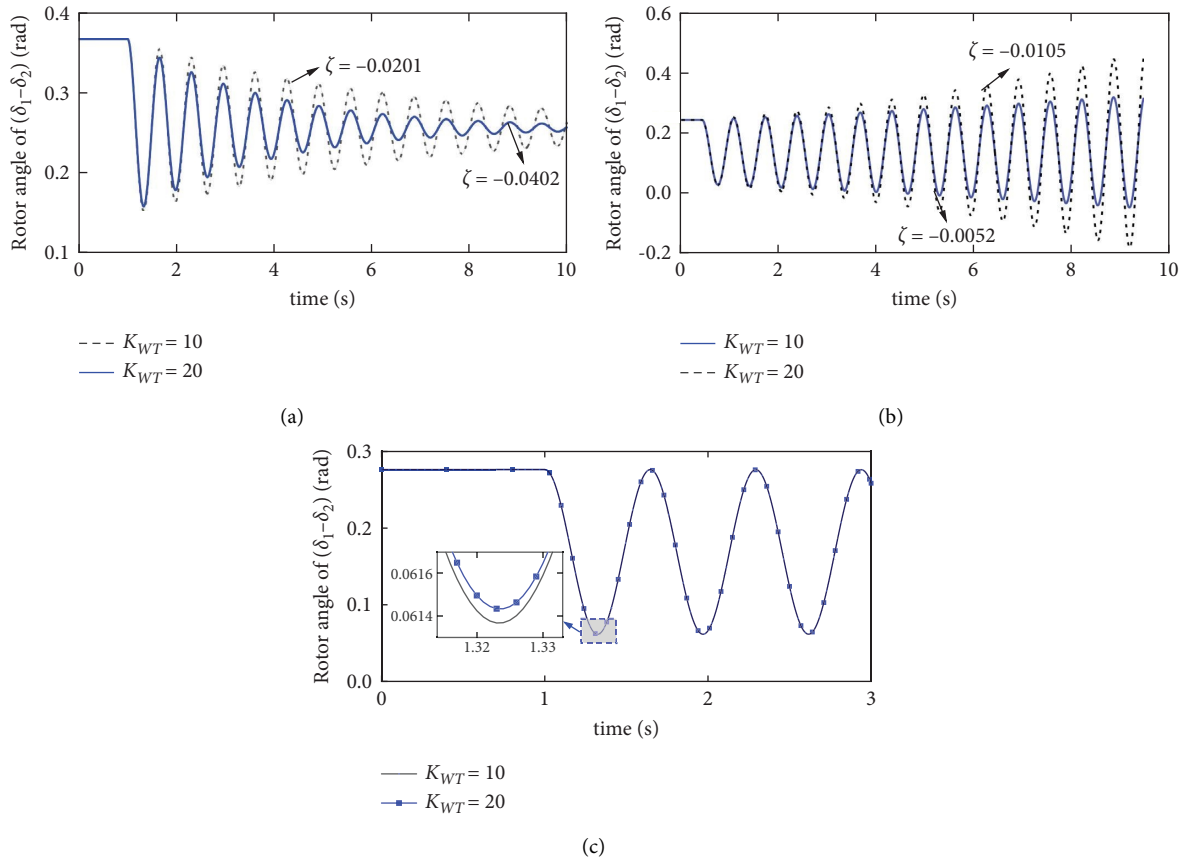 Rotor angle of (δ₁–δ₂) (rad)
0.4
0.3
0.2
0.1
ζ = –0.0201
ζ = –0.0402
0 2 4 6 8 10
time (s)
K_WT = 10
K_WT = 20
(a)
Rotor angle of (δ₁–δ₂) (rad)
0.6
0.4
0.2
0.0
-0.2
ζ = –0.0105
ζ = –0.0052
0 2 4 6 8 10
time (s)
K_WT = 10
K_WT = 20
(b)
Rotor angle of (δ₁–δ₂) (rad)
0.3
0.2
0.1
0.0
0.0616
0.0614
1.32 1.33
0 1 2 3
time (s)
K_WT = 10
K_WT = 20
(c)